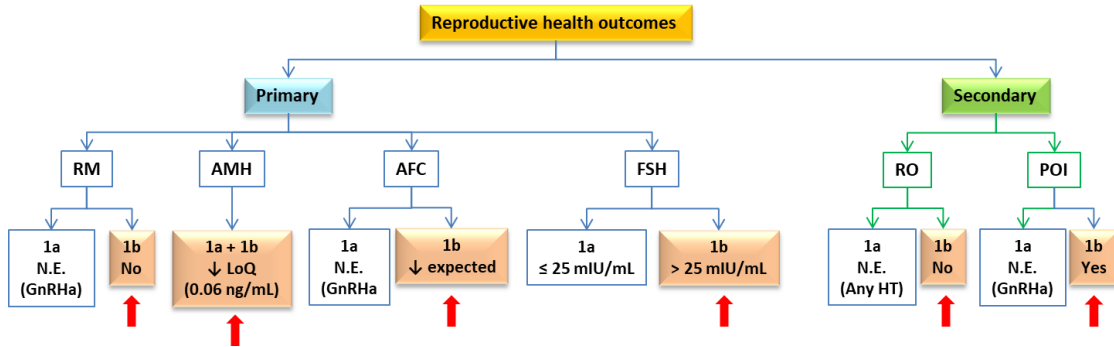 Reproductive health outcomes
Primary
Secondary
RM
AMH
AFC
FSH
RO
POI
1a
N.E.
(GnRHa)
1b
No
1a + 1b
↓ LoQ
(0.06 ng/mL)
1a
N.E.
(GnRHa
1b
↓ expected
1a
≤ 25 mIU/mL
1b
> 25 mIU/mL
1a
N.E.
(Any HT)
1b
No
1a
N.E.
(GnRHa)
1b
Yes